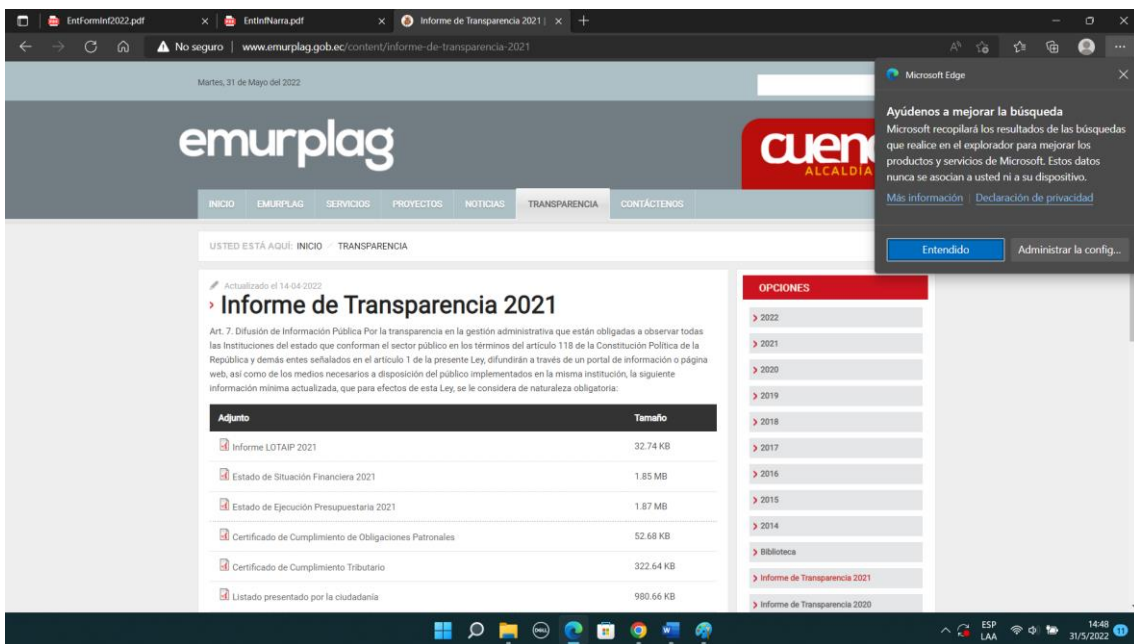 EntFormInf2022.pdf
EntInfNarra.pdf
Informe de Transparencia 2021 |
No seguro | www.emurplag.gob.ec/content/informe-de-transparencia-2021
Martes, 31 de Mayo del 2022
emurplag
cuen
ALCALDÍA
INICIO EMURPLAG SERVICIOS PROYECTOS NOTICIAS TRANSPARENCIA CONTÁCTENOS
USTED ESTÁ AQUÍ: INICIO / TRANSPARENCIA
Microsoft Edge
Ayúdenos a mejorar la búsqueda
Microsoft recopilará los resultados de las búsquedas
que realice en el explorador para mejorar los
productos y servicios de Microsoft. Estos datos
nunca se asocian a usted ni a su dispositivo.
Más información | Declaración de privacidad
Entendido
Administrar la config...
Actualizado el 14-04-2022
Informe de Transparencia 2021
Art. 7. Difusión de Información Pública Por la transparencia en la gestión administrativa que están obligadas a observar todas
las Instituciones del estado que conforman el sector público en los términos del artículo 118 de la Constitución Política de la
República y demás entes señalados en el artículo 1 de la presente Ley, difundirán a través de un portal de información o página
web, así como de los medios necesarios a disposición del público implementados en la misma institución, la siguiente
información mínima actualizada, que para efectos de esta Ley, se le considera de naturaleza obligatoria:
Adjunto Tamaño
Informe LOTAIP 2021 32.74 KB
Estado de Situación Financiera 2021 1.85 MB
Estado de Ejecución Presupuestaria 2021 1.87 MB
Certificado de Cumplimiento de Obligaciones Patronales 52.68 KB
Certificado de Cumplimiento Tributario 322.64 KB
Listado presentado por la ciudadania 980.66 KB
OPCIONES
2022
2021
2020
2019
2018
2017
2016
2015
2014
Biblioteca
Informe de Transparencia 2021
Informe de Transparencia 2020
DELL
ESP
LAA
14:48
31/5/2022
11